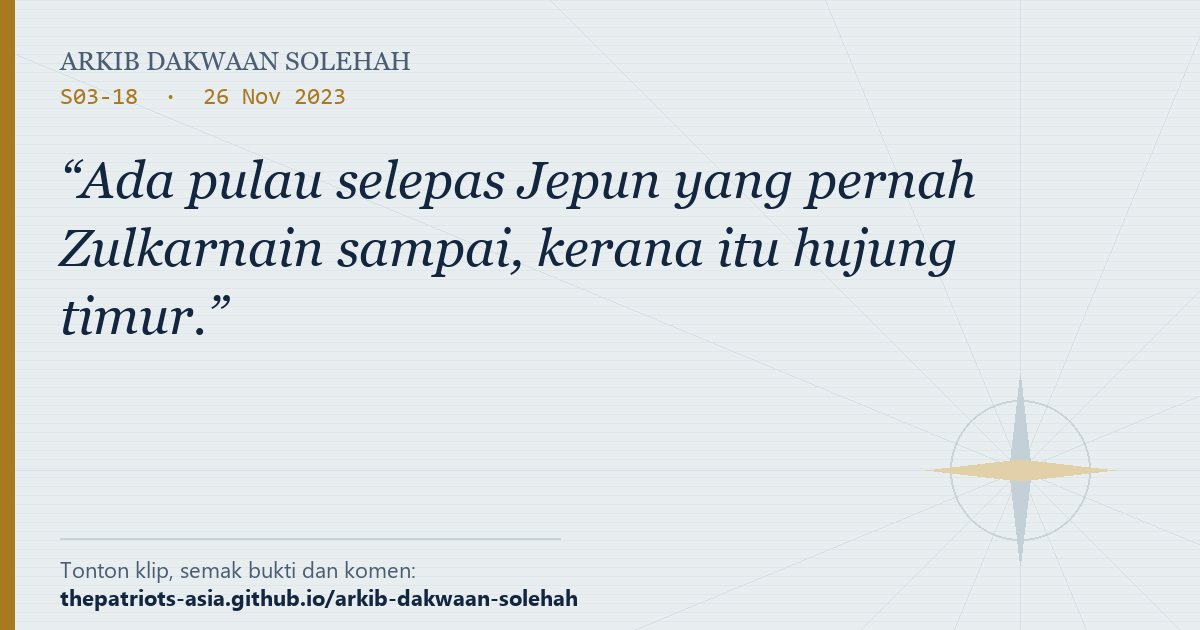 ARKIB DAKWAAN SOLEHAH
S03-18 · 26 Nov 2023
“Ada pulau selepas Jepun yang pernah
Zulkarnain sampai, kerana itu hujung
timur.”
Tonton klip, semak bukti dan komen:
thepatriots-asia.github.io/arkib-dakwaan-solehah